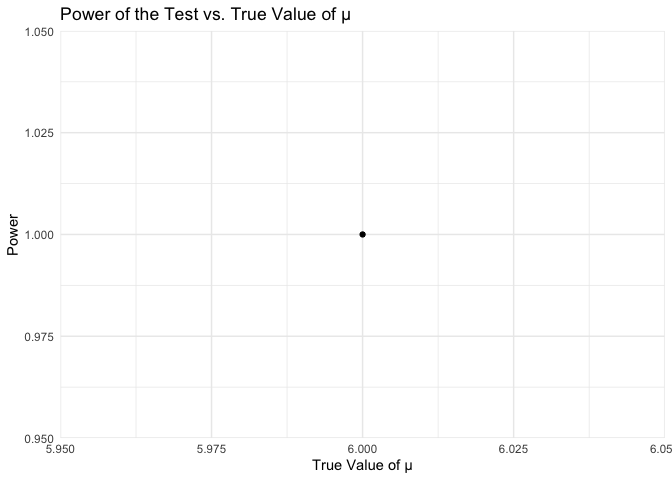 Power of the Test vs. True Value of μ
1.050
1.025
1.000
0.975
0.950
Power
5.950 5.975 6.000 6.025 6.05
True Value of μ